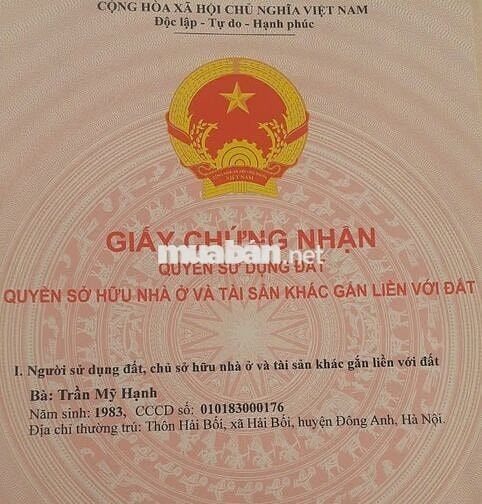 CỘNG HÒA XÃ HỘI CHỦ NGHĨA VIỆT NAM
Độc lập - Tự do - Hạnh phúc
VIỆT NAM
GIẤY CHỨNG NHẬN
muaban.net
QUYỀN SỬ DỤNG ĐẤT
QUYỀN SỞ HỮU NHÀ Ở VÀ TÀI SẢN KHÁC GẮN LIỀN VỚI ĐẤT
I. Người sử dụng đất, chủ sở hữu nhà ở và tài sản khác gắn liền với đất
Bà: Trần Mỹ Hạnh
Năm sinh: 1983, CCCD số: 010183000176
Địa chỉ thường trú: Thôn Hải Bối, xã Hải Bối, huyện Đông Anh, Hà Nội.